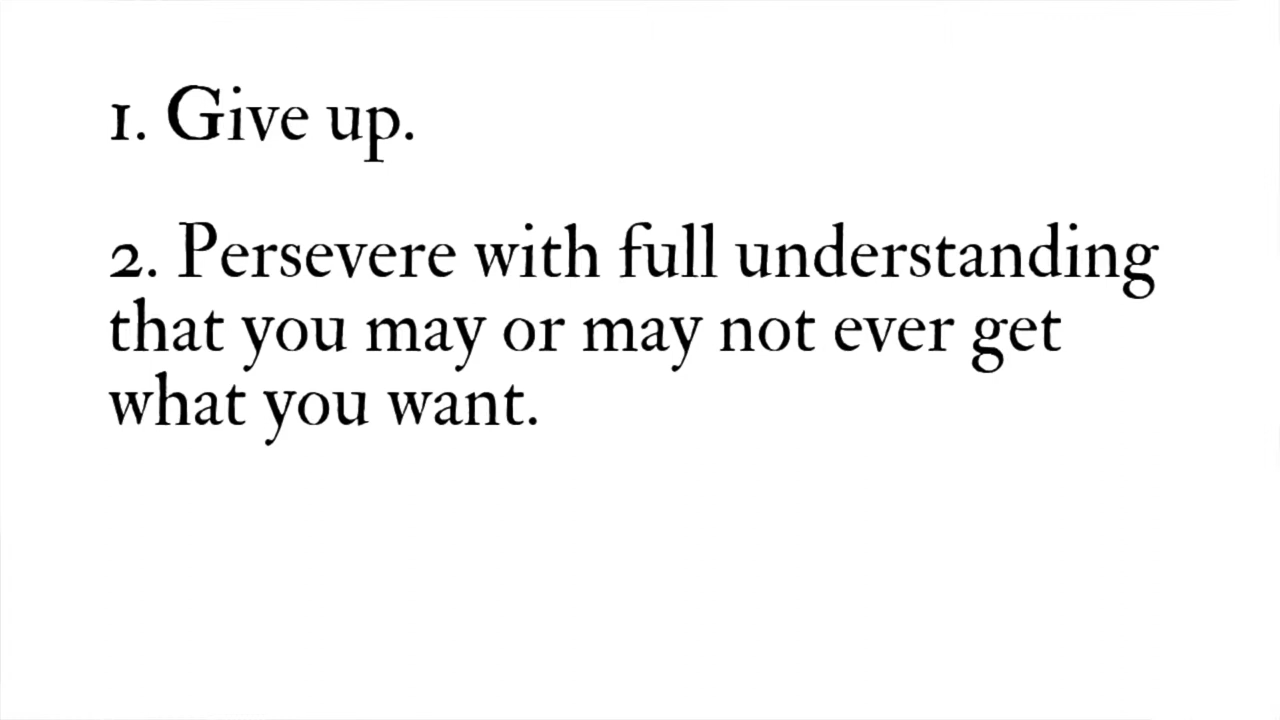 1. Give up.
2. Persevere with full understanding
that you may or may not ever get
what you want.